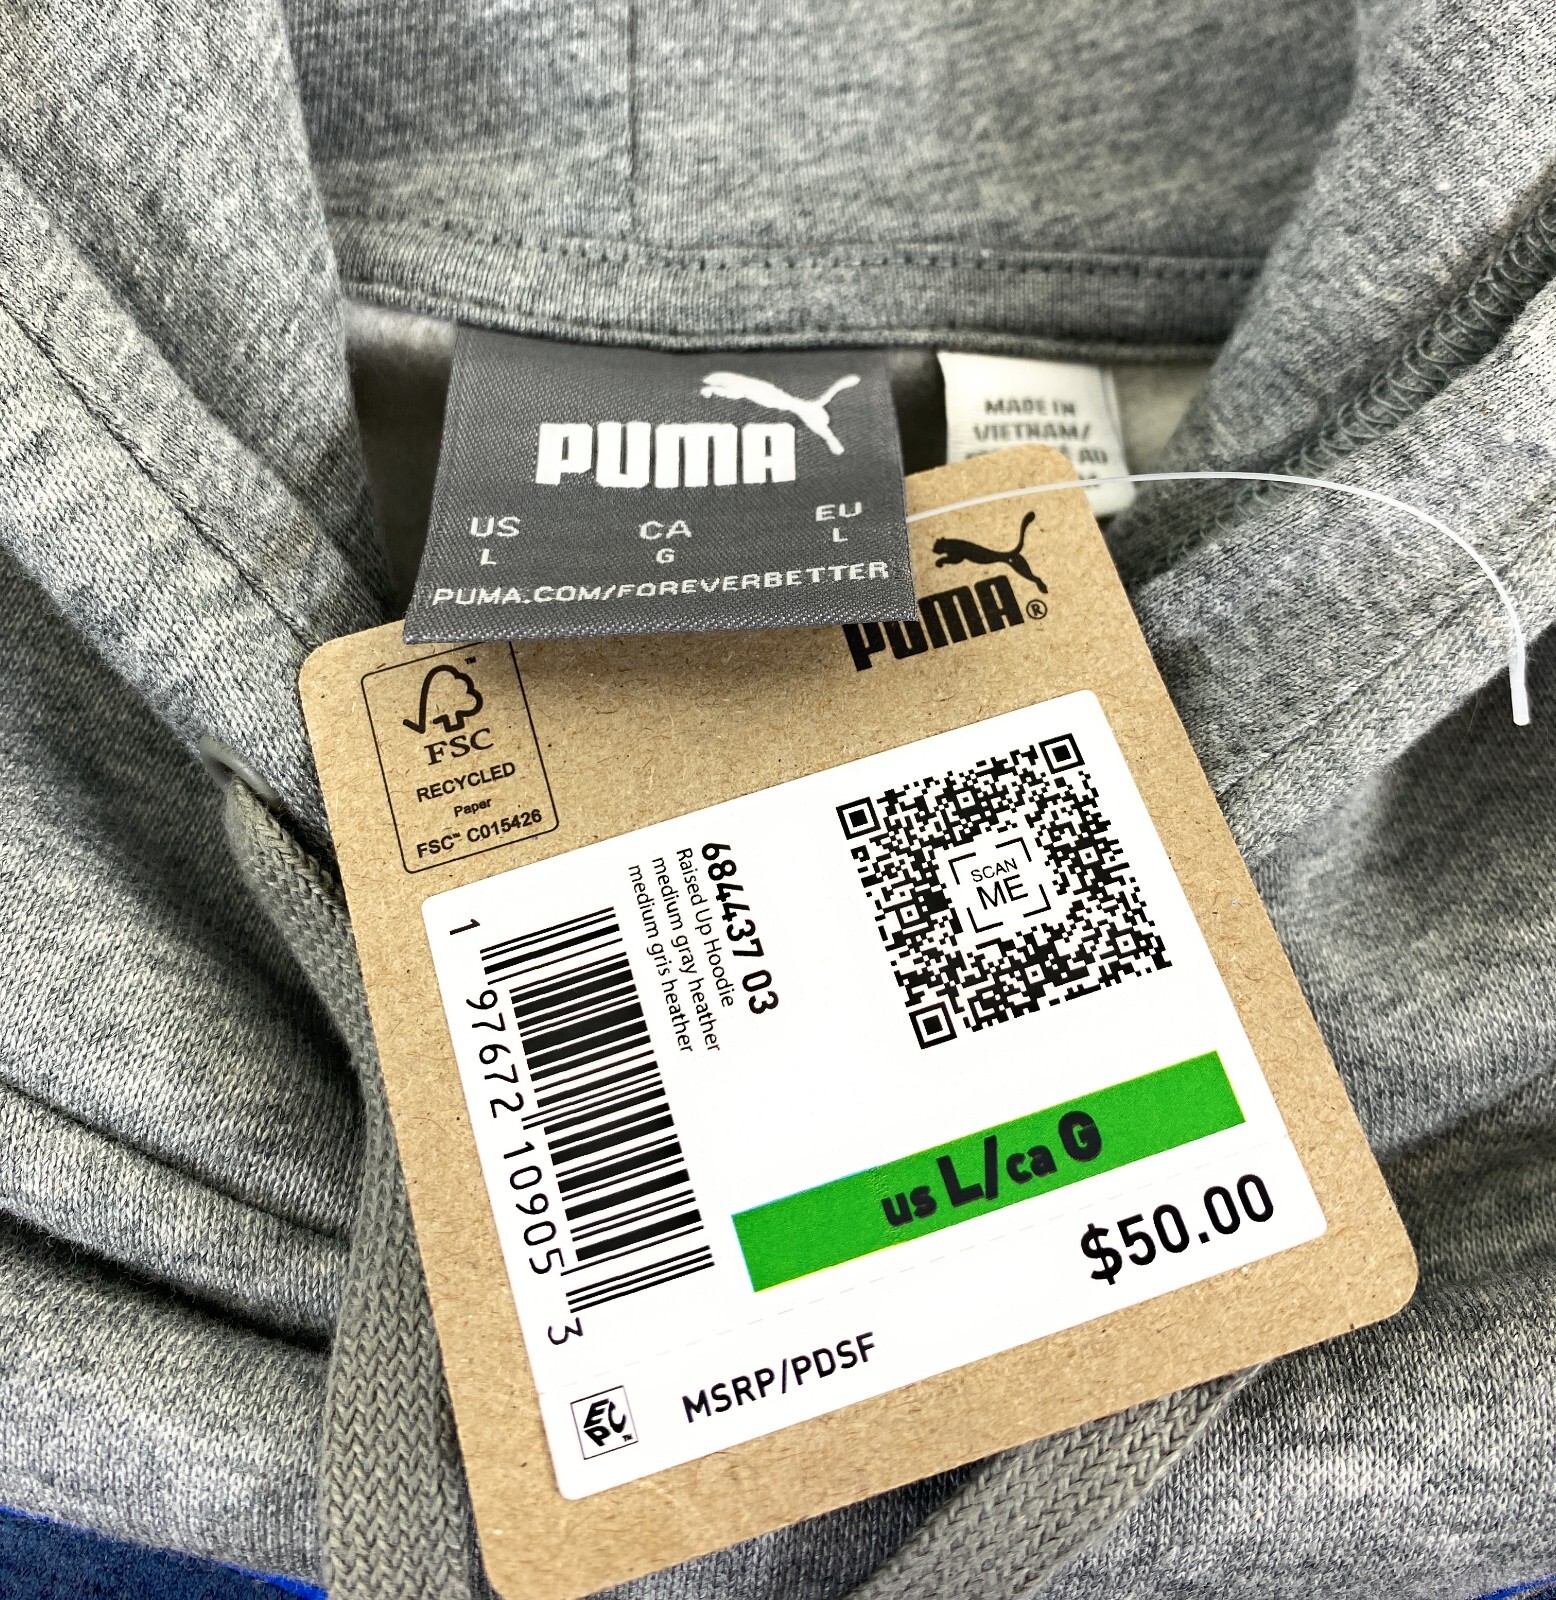 PUMA
US CA EU
L G L
PUMA.COM/FOREVERBETTER
MADE IN
VIETNAM/
PUMA®
FSC™
RECYCLED
Paper
FSC™ C015426
684437 03
Raised Up Hoodie
medium gray heather
medium gris heather
1 97672 10905 3
SCAN
ME
us L/ca G
$50.00
MSRP/PDSF
EPC™